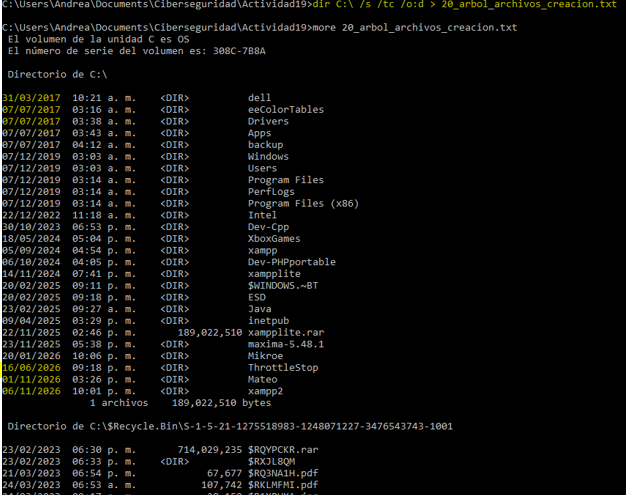 C:\Users\Andrea\Documents\Ciberseguridad\Actividad19>dir C:\ /s /tc /o:d > 20_arbol_archivos_creacion.txt
C:\Users\Andrea\Documents\Ciberseguridad\Actividad19>more 20_arbol_archivos_creacion.txt
El volumen de la unidad C es OS
El número de serie del volumen es: 308C-7B8A
Directorio de C:\
31/03/2017 10:21 a. m. <DIR> dell
07/07/2017 03:16 a. m. <DIR> eeColorTables
07/07/2017 03:38 a. m. <DIR> Drivers
07/07/2017 03:43 a. m. <DIR> Apps
07/07/2017 04:12 a. m. <DIR> backup
07/12/2019 03:03 a. m. <DIR> Windows
07/12/2019 03:03 a. m. <DIR> Users
07/12/2019 03:14 a. m. <DIR> Program Files
07/12/2019 03:14 a. m. <DIR> PerfLogs
07/12/2019 03:14 a. m. <DIR> Program Files (x86)
22/12/2022 11:18 a. m. <DIR> Intel
30/10/2023 06:53 p. m. <DIR> Dev-Cpp
18/05/2024 05:04 p. m. <DIR> XboxGames
05/09/2024 04:54 p. m. <DIR> xampp
06/10/2024 04:05 p. m. <DIR> Dev-PHPportable
14/11/2024 07:41 p. m. <DIR> xampplite
20/02/2025 09:11 p. m. <DIR> $WINDOWS.~BT
20/02/2025 09:18 p. m. <DIR> ESD
23/02/2025 09:27 a. m. <DIR> Java
09/04/2025 03:29 p. m. <DIR> inetpub
22/11/2025 02:46 p. m. 189,022,510 xampplite.rar
23/11/2025 05:38 p. m. <DIR> maxima-5.48.1
20/01/2026 10:06 p. m. <DIR> Mikroe
16/06/2026 09:18 p. m. <DIR> ThrottleStop
01/11/2026 03:26 p. m. <DIR> Mateo
06/11/2026 10:01 p. m. <DIR> xampp2
1 archivos 189,022,510 bytes
Directorio de C:\$Recycle.Bin\S-1-5-21-1275518983-1248071227-3476543743-1001
23/02/2023 06:30 p. m. 714,029,235 $RQYPCKR.rar
23/02/2023 06:33 p. m. <DIR> $RXJL8QM
21/03/2023 06:54 p. m. 67,677 $RQ3NA1H.pdf
24/03/2023 06:53 a. m. 107,742 $RKLMFMI.pdf